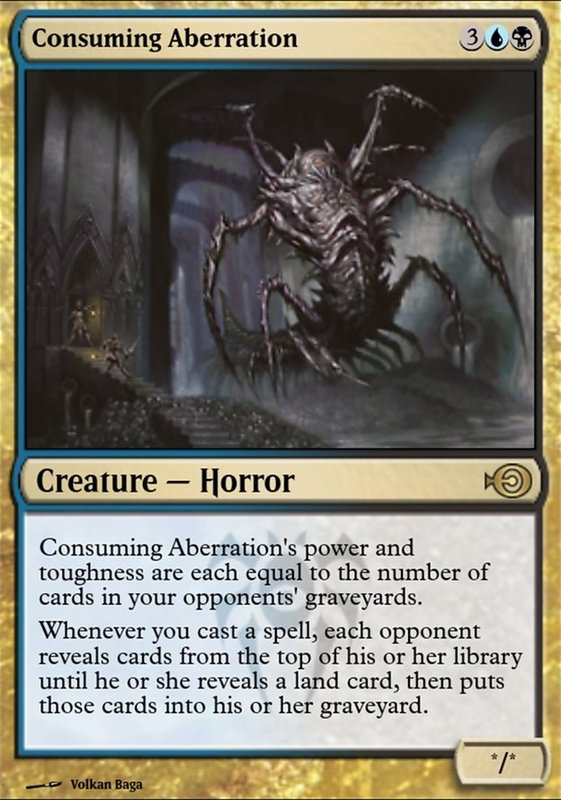 Consuming Aberration
3
Creature — Horror
Consuming Aberration's power and
toughness are each equal to the number of
cards in your opponents' graveyards.
Whenever you cast a spell, each opponent
reveals cards from the top of his or her library
until he or she reveals a land card, then puts
those cards into his or her graveyard.
*/*
Volkan Baga